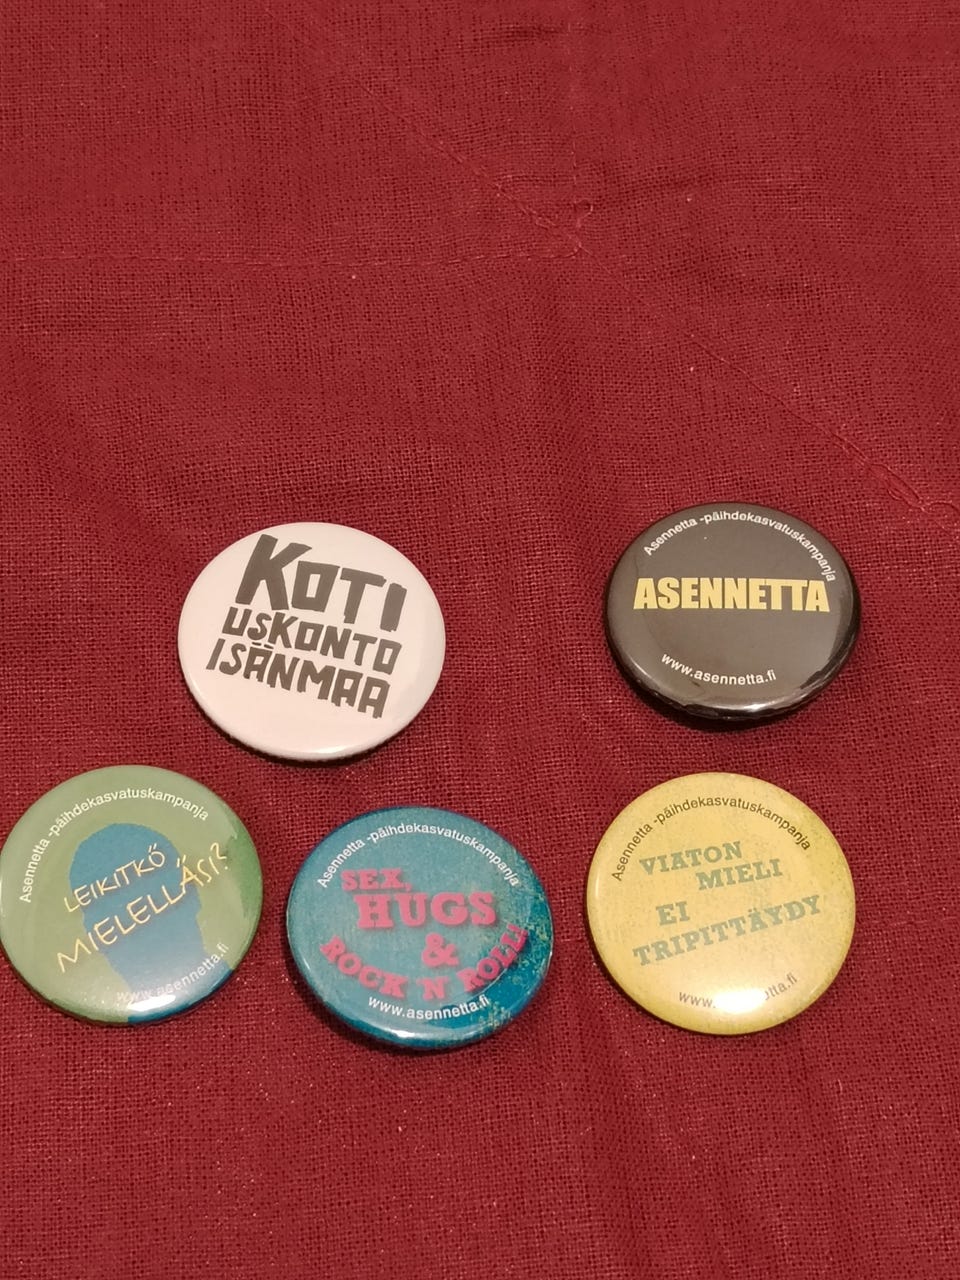 KOTI
USKONTO
ISÄNMAA
Asennetta -päihdekasvatuskampanja
ASENNETTA
www.asennetta.fi
Asennetta -päihdekasvatuskampanja
LEIKITKÖ
MIELELLÄSI?
www.asennetta.fi
Asennetta -päihdekasvatuskampanja
SEX,
HUGS
&
ROCK N ROLL!
www.asennetta.fi
Asennetta -päihdekasvatuskampanja
VIATON
MIELI
EI
TRIPITTÄYDY